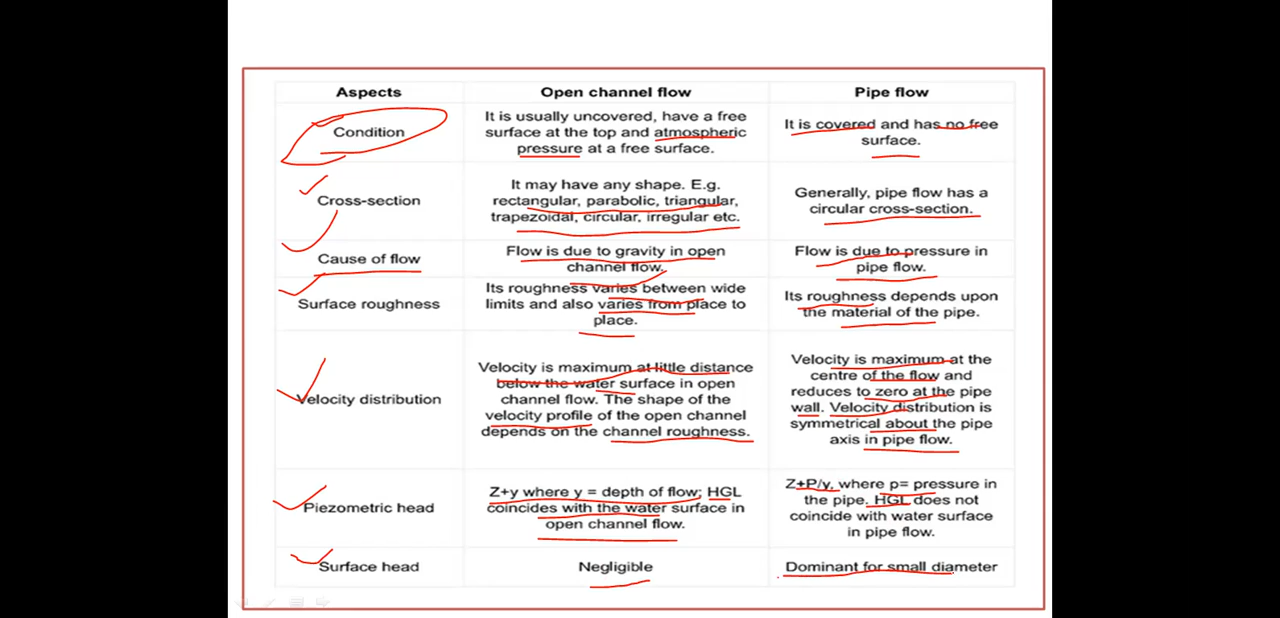 Aspects
Open channel flow
Pipe flow
Condition
It is usually uncovered, have a free
surface at the top and atmospheric
pressure at a free surface.
It is covered and has no free
surface.
Cross-section
It may have any shape. E.g.
rectangular, parabolic, triangular,
trapezoidal, circular, irregular etc.
Generally, pipe flow has a
circular cross-section.
Cause of flow
Flow is due to gravity in open
channel flow.
Flow is due to pressure in
pipe flow.
Surface roughness
Its roughness varies between wide
limits and also varies from place to
place.
Its roughness depends upon
the material of the pipe.
Velocity distribution
Velocity is maximum at little distance
below the water surface in open
channel flow. The shape of the
velocity profile of the open channel
depends on the channel roughness.
Velocity is maximum at the
centre of the flow and
reduces to zero at the pipe
wall. Velocity distribution is
symmetrical about the pipe
axis in pipe flow.
Piezometric head
Z+y where y = depth of flow; HGL
coincides with the water surface in
open channel flow.
Z+P/y, where p= pressure in
the pipe. HGL does not
coincide with water surface
in pipe flow.
Surface head
Negligible
Dominant for small diameter